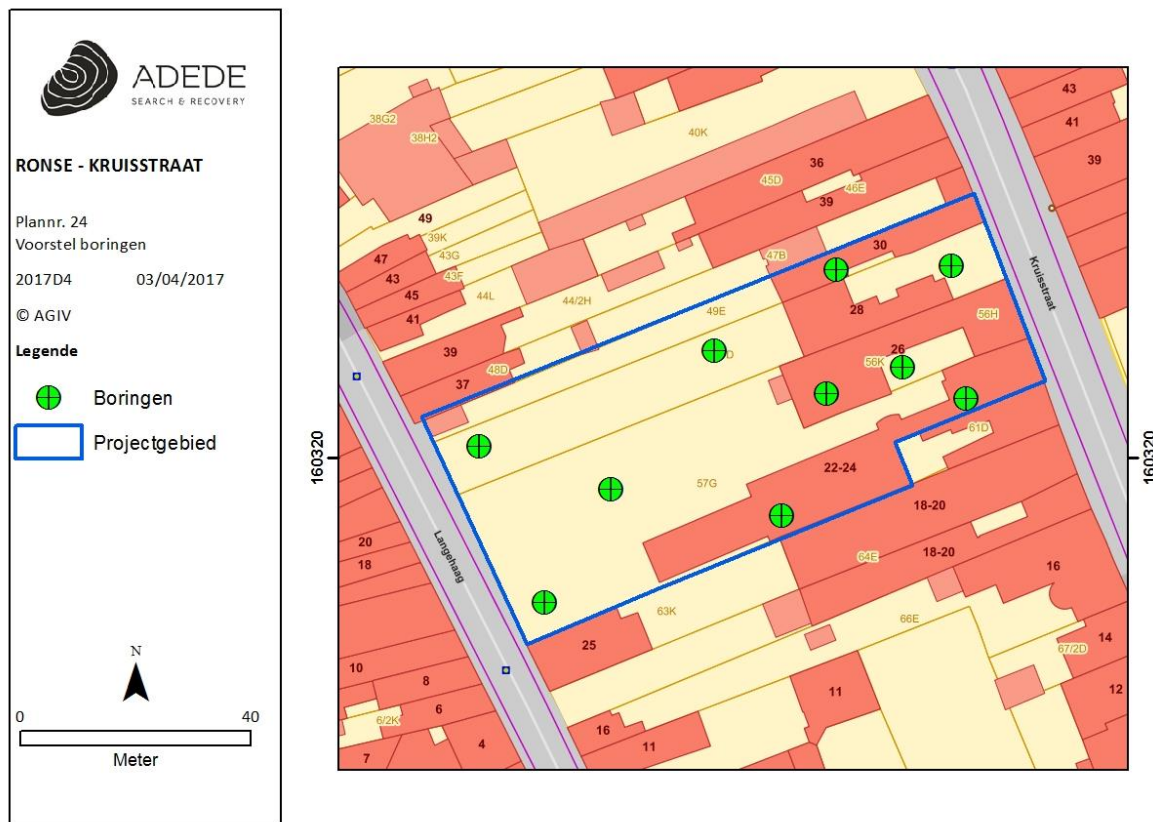 ADEDE
SEARCH & RECOVERY
RONSE - KRUISSTRAAT
Plannr. 24
Voorstel boringen
2017D4 03/04/2017
© AGIV
Legende
Boringen
Projectgebied
N
0 40
Meter
160320
160320
38G2
38H2
40K
43
41
39
36
45D
46E
39
49
39K
43G
43F
47
43
45
41
44L
44/2H
47B
30
Kruisstraat
49E
28
56H
26
56K
D
39
37
48D
61D
22-24
57G
18-20
18-20
64E
Langehaag
20
18
16
63K
66E
25
67/2D
14
12
10
8
6
6/2K
4
7
16
11
11